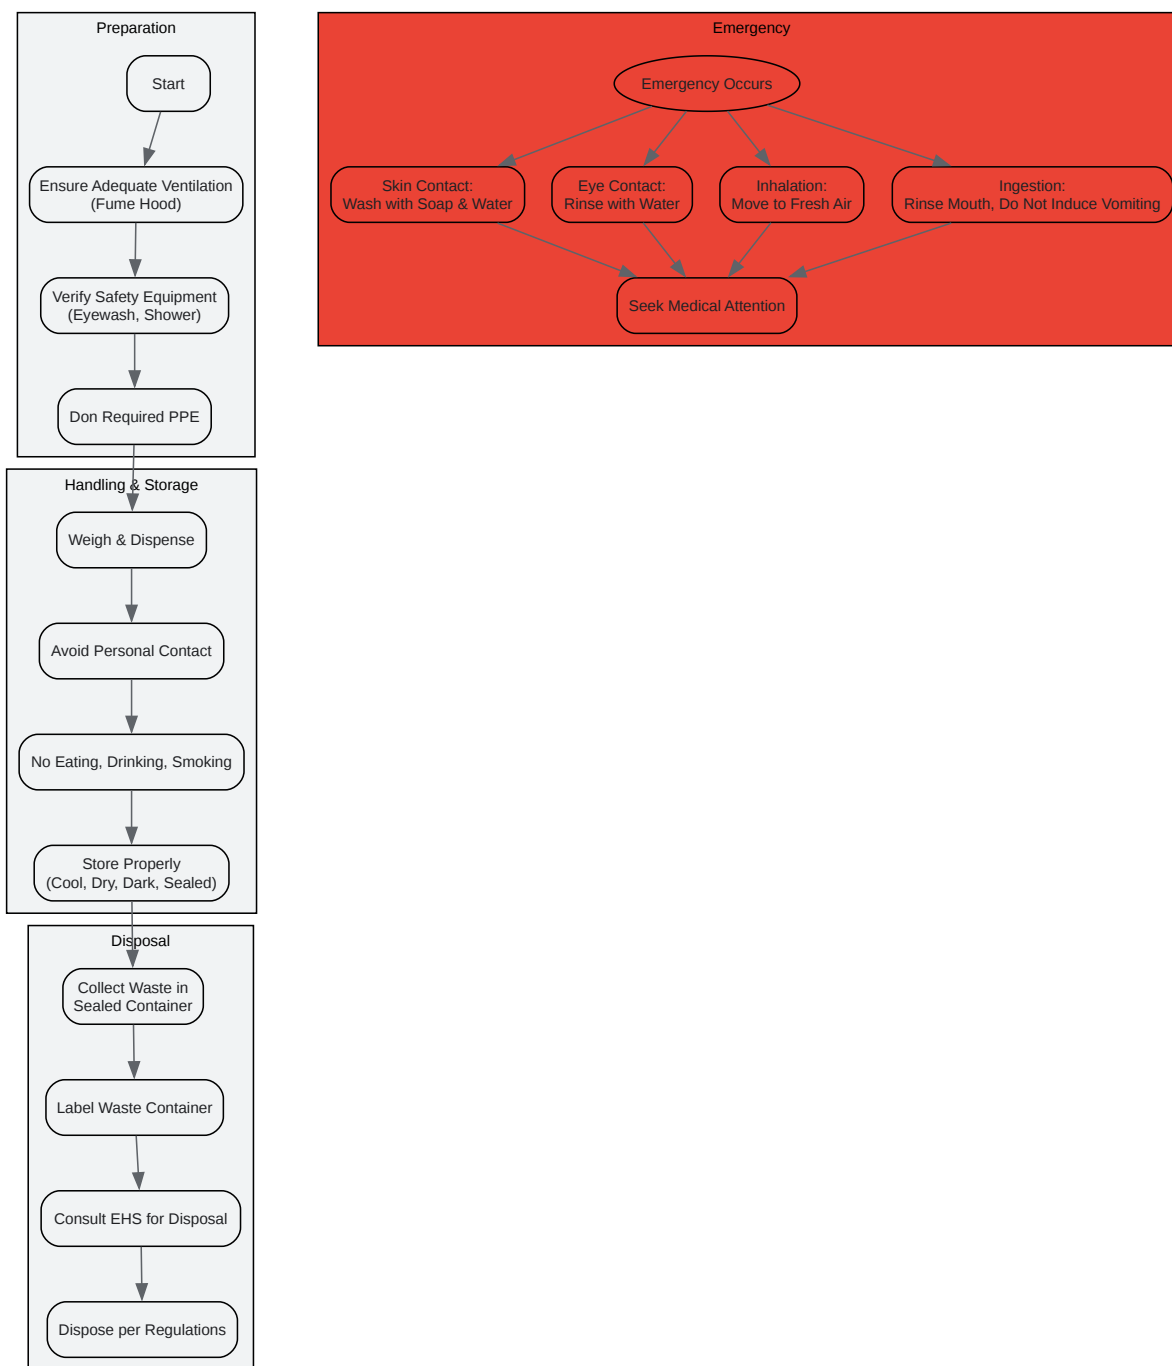 Preparation
Start
Ensure Adequate Ventilation
(Fume Hood)
Verify Safety Equipment
(Eyewash, Shower)
Don Required PPE
Handling & Storage
Weigh & Dispense
Avoid Personal Contact
No Eating, Drinking, Smoking
Store Properly
(Cool, Dry, Dark, Sealed)
Disposal
Collect Waste in
Sealed Container
Label Waste Container
Consult EHS for Disposal
Dispose per Regulations
Emergency
Emergency Occurs
Skin Contact:
Wash with Soap & Water
Eye Contact:
Rinse with Water
Inhalation:
Move to Fresh Air
Ingestion:
Rinse Mouth, Do Not Induce Vomiting
Seek Medical Attention